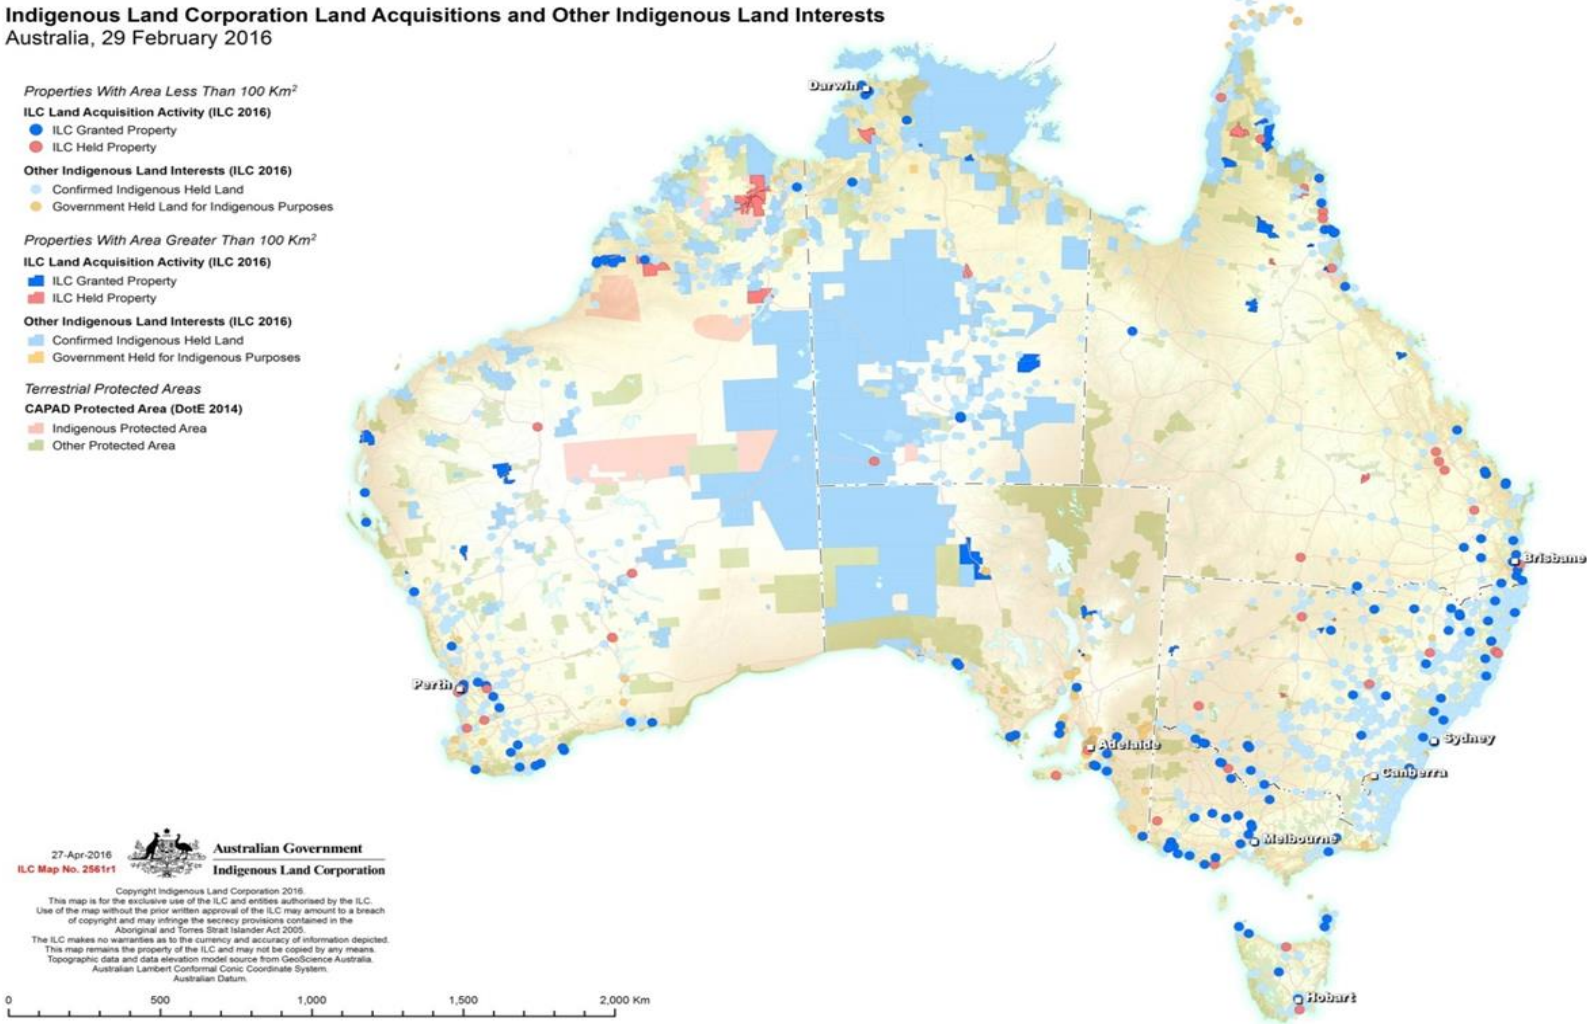 Indigenous Land Corporation Land Acquisitions and Other Indigenous Land Interests
Australia, 29 February 2016
Properties With Area Less Than 100 Km²
ILC Land Acquisition Activity (ILC 2016)
ILC Granted Property
ILC Held Property
Other Indigenous Land Interests (ILC 2016)
Confirmed Indigenous Held Land
Government Held Land for Indigenous Purposes
Properties With Area Greater Than 100 Km²
ILC Land Acquisition Activity (ILC 2016)
ILC Granted Property
ILC Held Property
Other Indigenous Land Interests (ILC 2016)
Confirmed Indigenous Held Land
Government Held for Indigenous Purposes
Terrestrial Protected Areas
CAPAD Protected Area (DotE 2014)
Indigenous Protected Area
Other Protected Area
Darwin
Brisbane
Perth
Adelaide
Sydney
Canberra
Melbourne
Hobart
27-Apr-2016
ILC Map No. 2561r1
Australian Government
Indigenous Land Corporation
Copyright Indigenous Land Corporation 2016.
This map is for the exclusive use of the ILC and entities authorised by the ILC.
Use of the map without the prior written approval of the ILC may amount to a breach
of copyright and may infringe the secrecy provisions contained in the
Aboriginal and Torres Strait Islander Act 2005.
The ILC makes no warranties as to the currency and accuracy of information depicted.
This map remains the property of the ILC and may not be copied by any means.
Topographic data and data elevation model source from GeoScience Australia.
Australian Lambert Conformal Conic Coordinate System.
Australian Datum.
0 500 1,000 1,500 2,000 Km